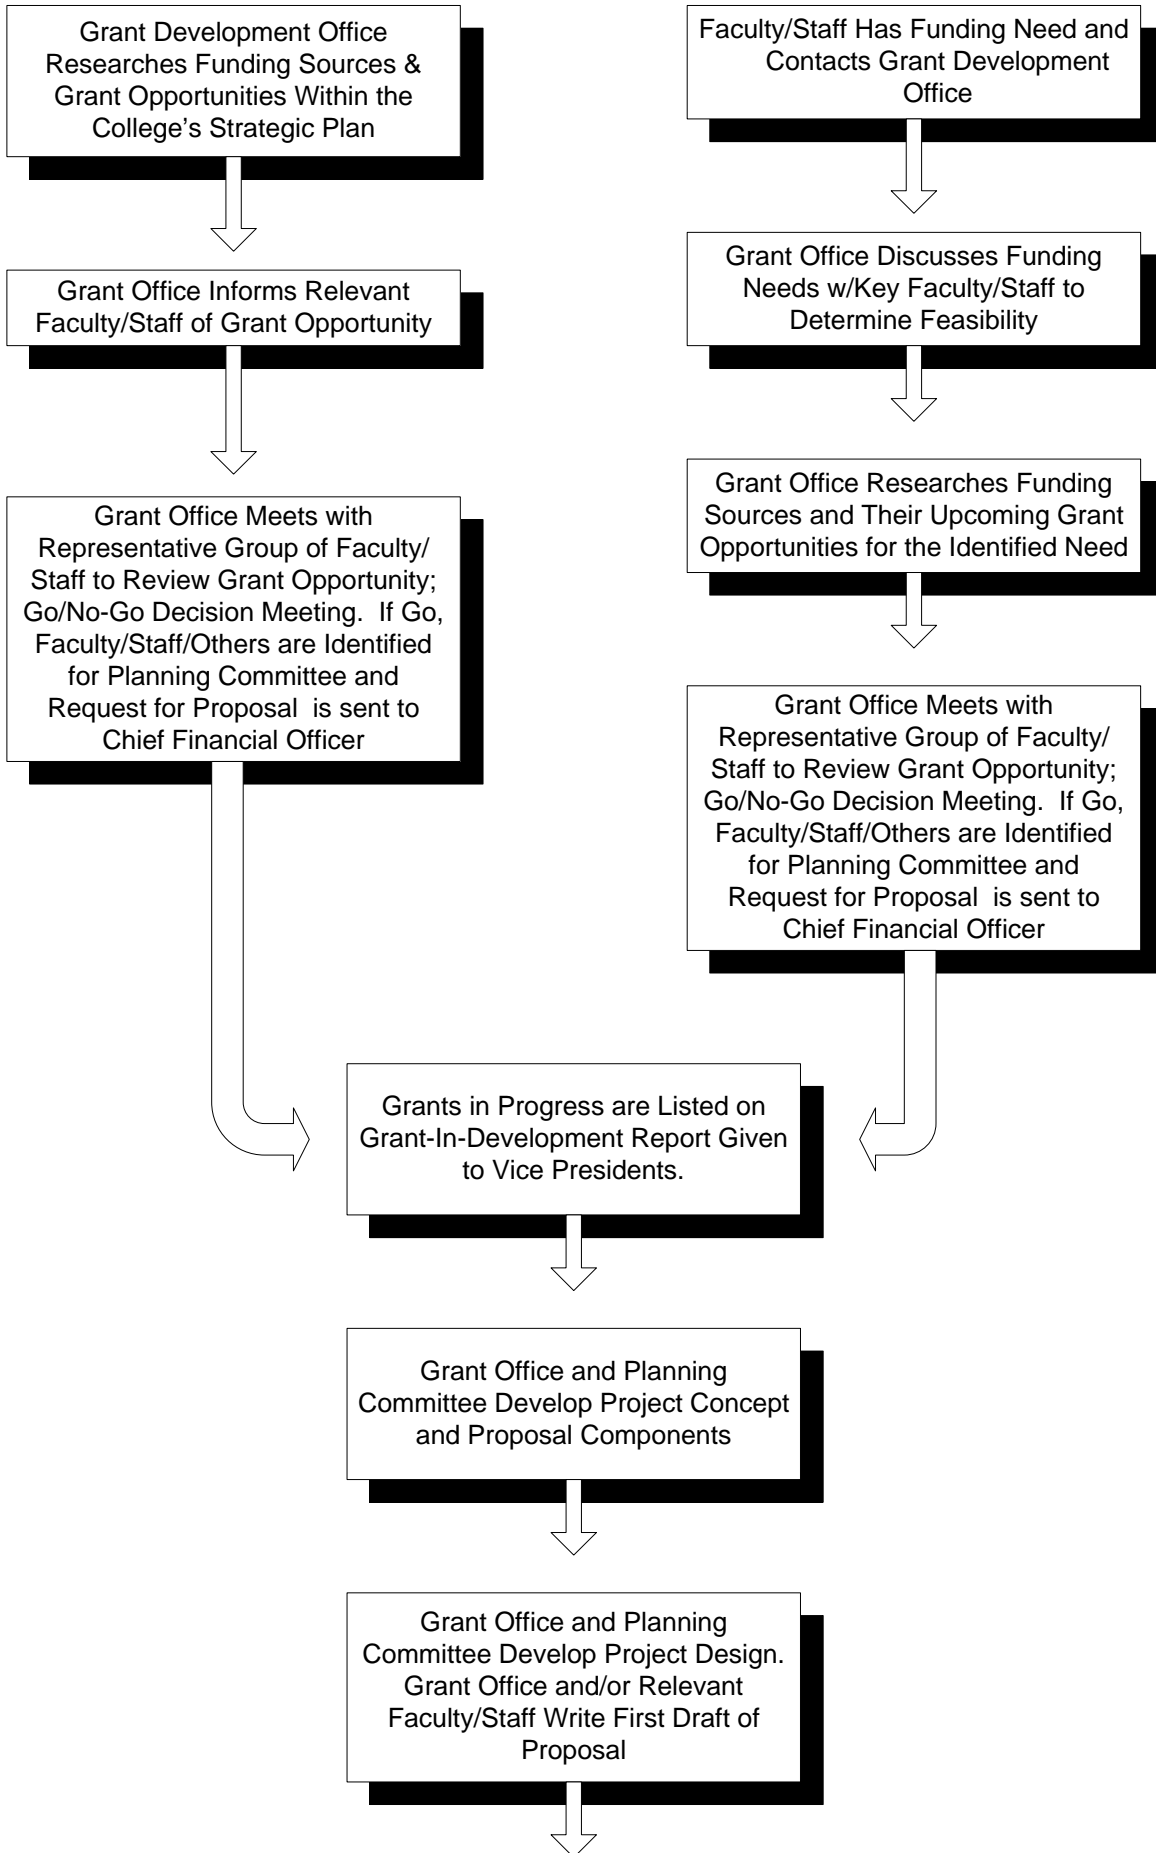 Grant Development Office
Researches Funding Sources &
Grant Opportunities Within the
College’s Strategic Plan
Grant Office Informs Relevant
Faculty/Staff of Grant Opportunity
Grant Office Meets with
Representative Group of Faculty/
Staff to Review Grant Opportunity;
Go/No-Go Decision Meeting.  If Go,
Faculty/Staff/Others are Identified
for Planning Committee and
Request for Proposal  is sent to
Chief Financial Officer
Faculty/Staff Has Funding Need and
Contacts Grant Development
Office
Grant Office Discusses Funding
Needs w/Key Faculty/Staff to
Determine Feasibility
Grant Office Researches Funding
Sources and Their Upcoming Grant
Opportunities for the Identified Need
Grant Office Meets with
Representative Group of Faculty/
Staff to Review Grant Opportunity;
Go/No-Go Decision Meeting.  If Go,
Faculty/Staff/Others are Identified
for Planning Committee and
Request for Proposal  is sent to
Chief Financial Officer
Grants in Progress are Listed on
Grant-In-Development Report Given
to Vice Presidents.
Grant Office and Planning
Committee Develop Project Concept
and Proposal Components
Grant Office and Planning
Committee Develop Project Design.
Grant Office and/or Relevant
Faculty/Staff Write First Draft of
Proposal